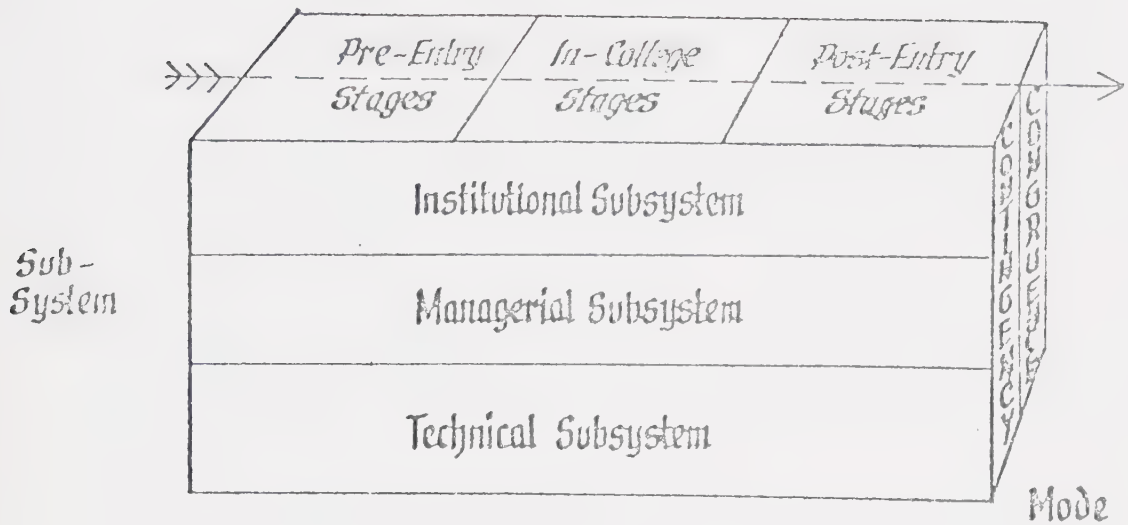 Pre-Entry
Stages
In-College
Stages
Post-Entry
Stages
Institutional Subsystem
Sub-
System
Managerial Subsystem
Technical Subsystem
CONTINGENCY
CONGRUENCE
Mode